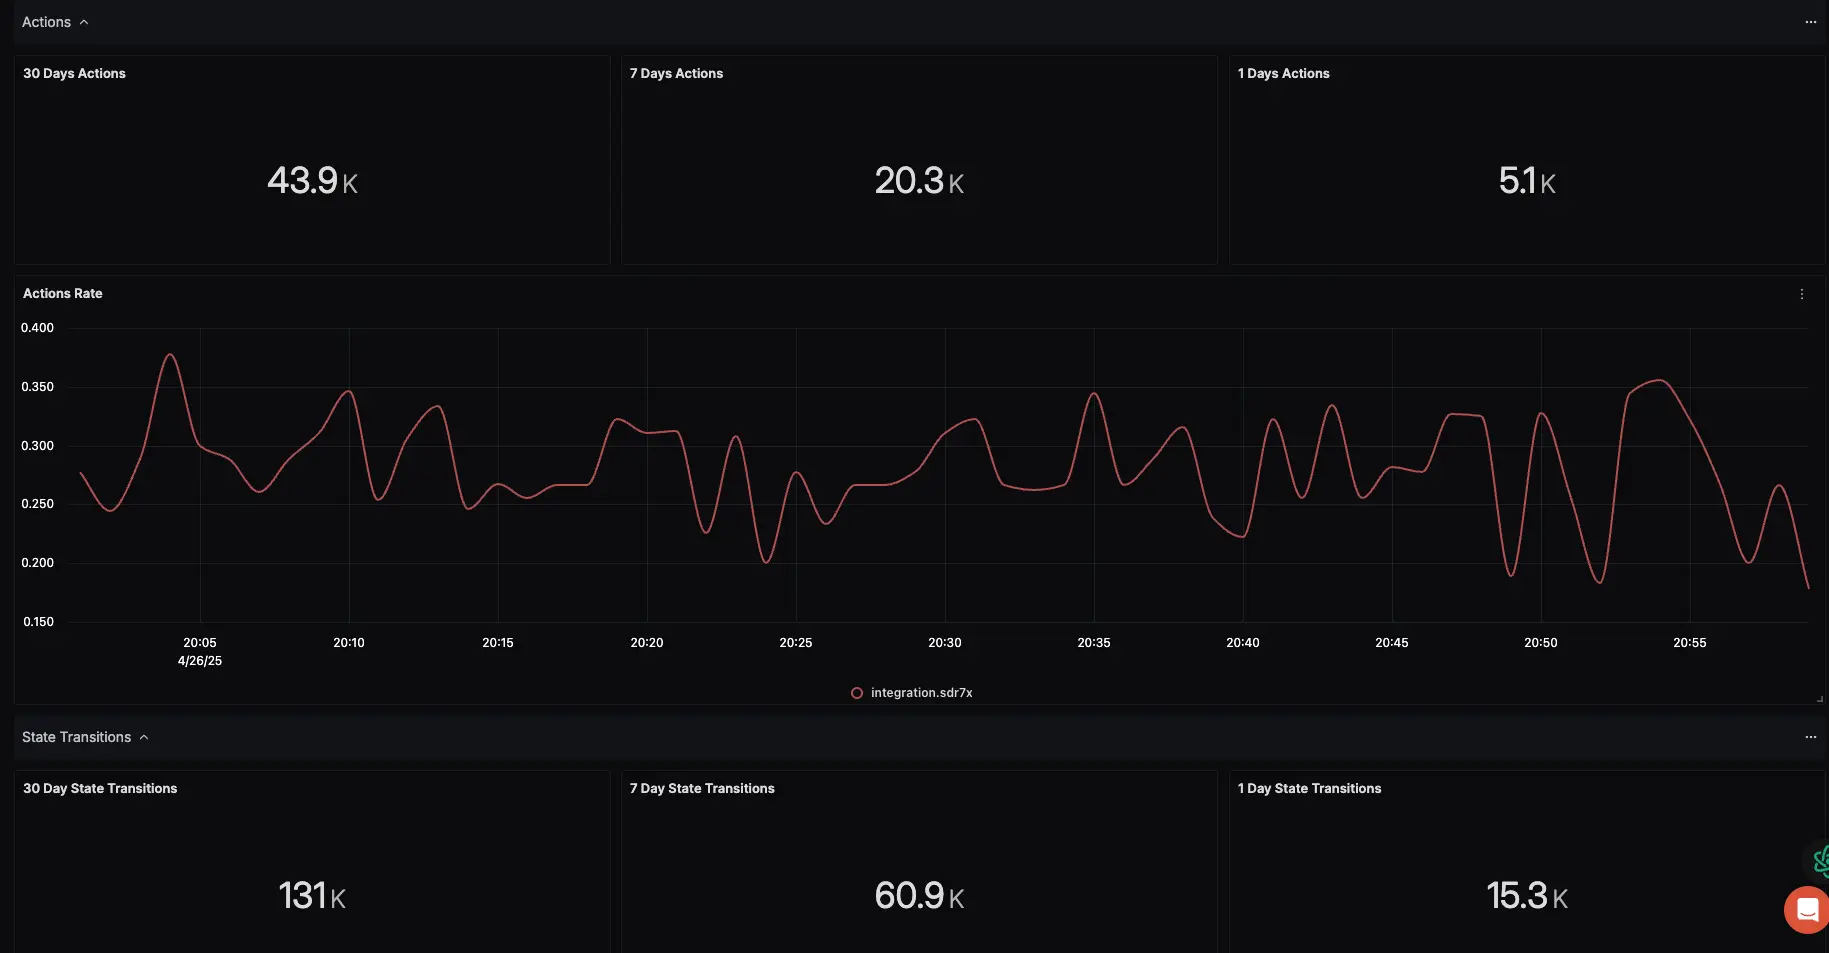 Actions
30 Days Actions
7 Days Actions
1 Days Actions
43.9 K
20.3 K
5.1 K
Actions Rate
0.400
0.350
0.300
0.250
0.200
0.150
20:05 20:10 20:15 20:20 20:25 20:30 20:35 20:40 20:45 20:50 20:55
4/26/25
integration.sdr7x
State Transitions
30 Day State Transitions
7 Day State Transitions
1 Day State Transitions
131 K
60.9 K
15.3 K